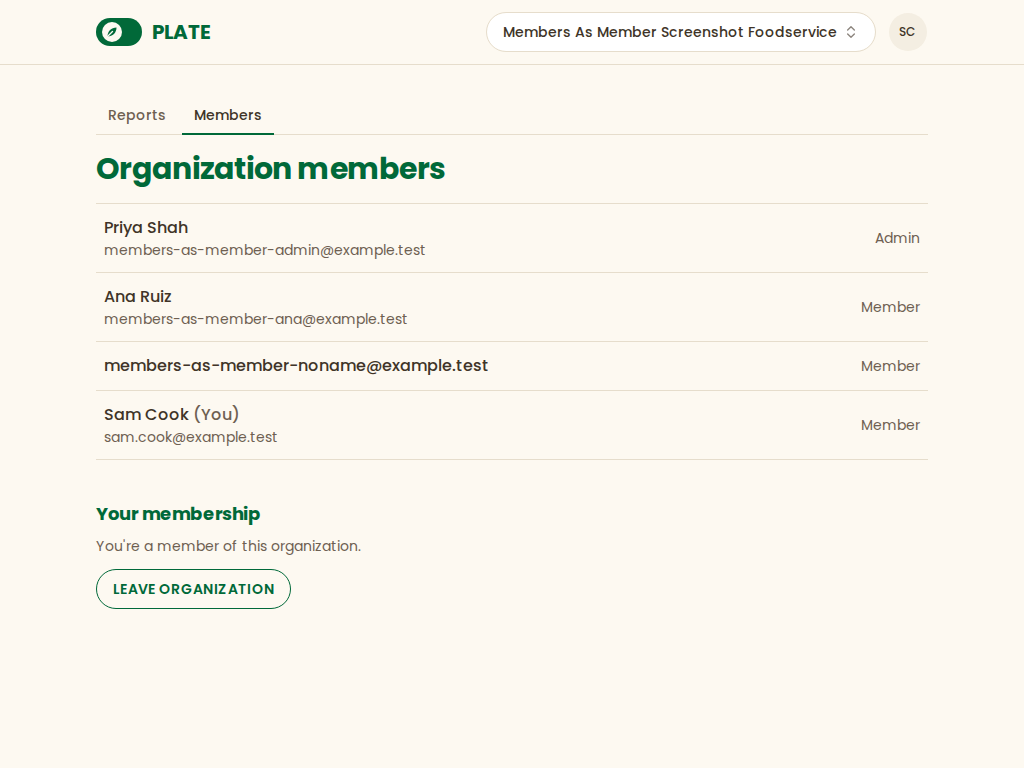 PLATE
Members As Member Screenshot Foodservice
SC
Reports
Members
Organization members
Priya Shah
members-as-member-admin@example.test
Admin
Ana Ruiz
members-as-member-ana@example.test
Member
members-as-member-noname@example.test
Member
Sam Cook (You)
sam.cook@example.test
Member
Your membership
You're a member of this organization.
LEAVE ORGANIZATION